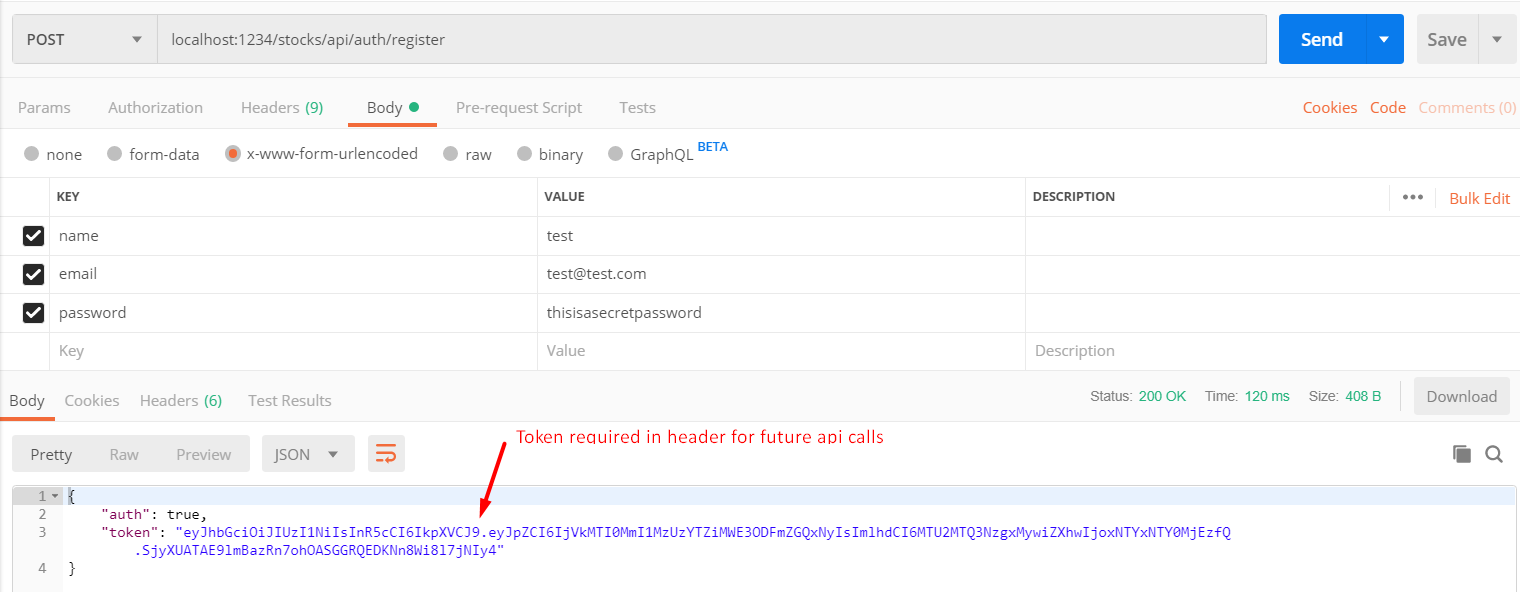 POST localhost:1234/stocks/api/auth/register Send Save
Params Authorization Headers (9) Body Pre-request Script Tests Cookies Code Comments (0)
none form-data x-www-form-urlencoded raw binary GraphQL BETA
KEY VALUE DESCRIPTION ••• Bulk Edit
name test
email test@test.com
password thisisasecretpassword
Key Value Description
Body Cookies Headers (6) Test Results Status: 200 OK Time: 120 ms Size: 408 B Download
Token required in header for future api calls
Pretty Raw Preview JSON
1 {
2 "auth": true,
3 "token": "eyJhbGciOiJIUzI1NiIsInR5cCI6IkpXVCJ9.eyJpZCI6IjVkMTI0MmI1MzUzYTZiMWE3ODFmZGQxNyIsImlhdCI6MTU2MTQ3NzgxMywiZXhwIjoxNTYxNTY0MjEzfQ
.SjyXUATAE9lmBazRn7ohOASGGRQEDKNn8Wi8l7jNIy4"
4 }